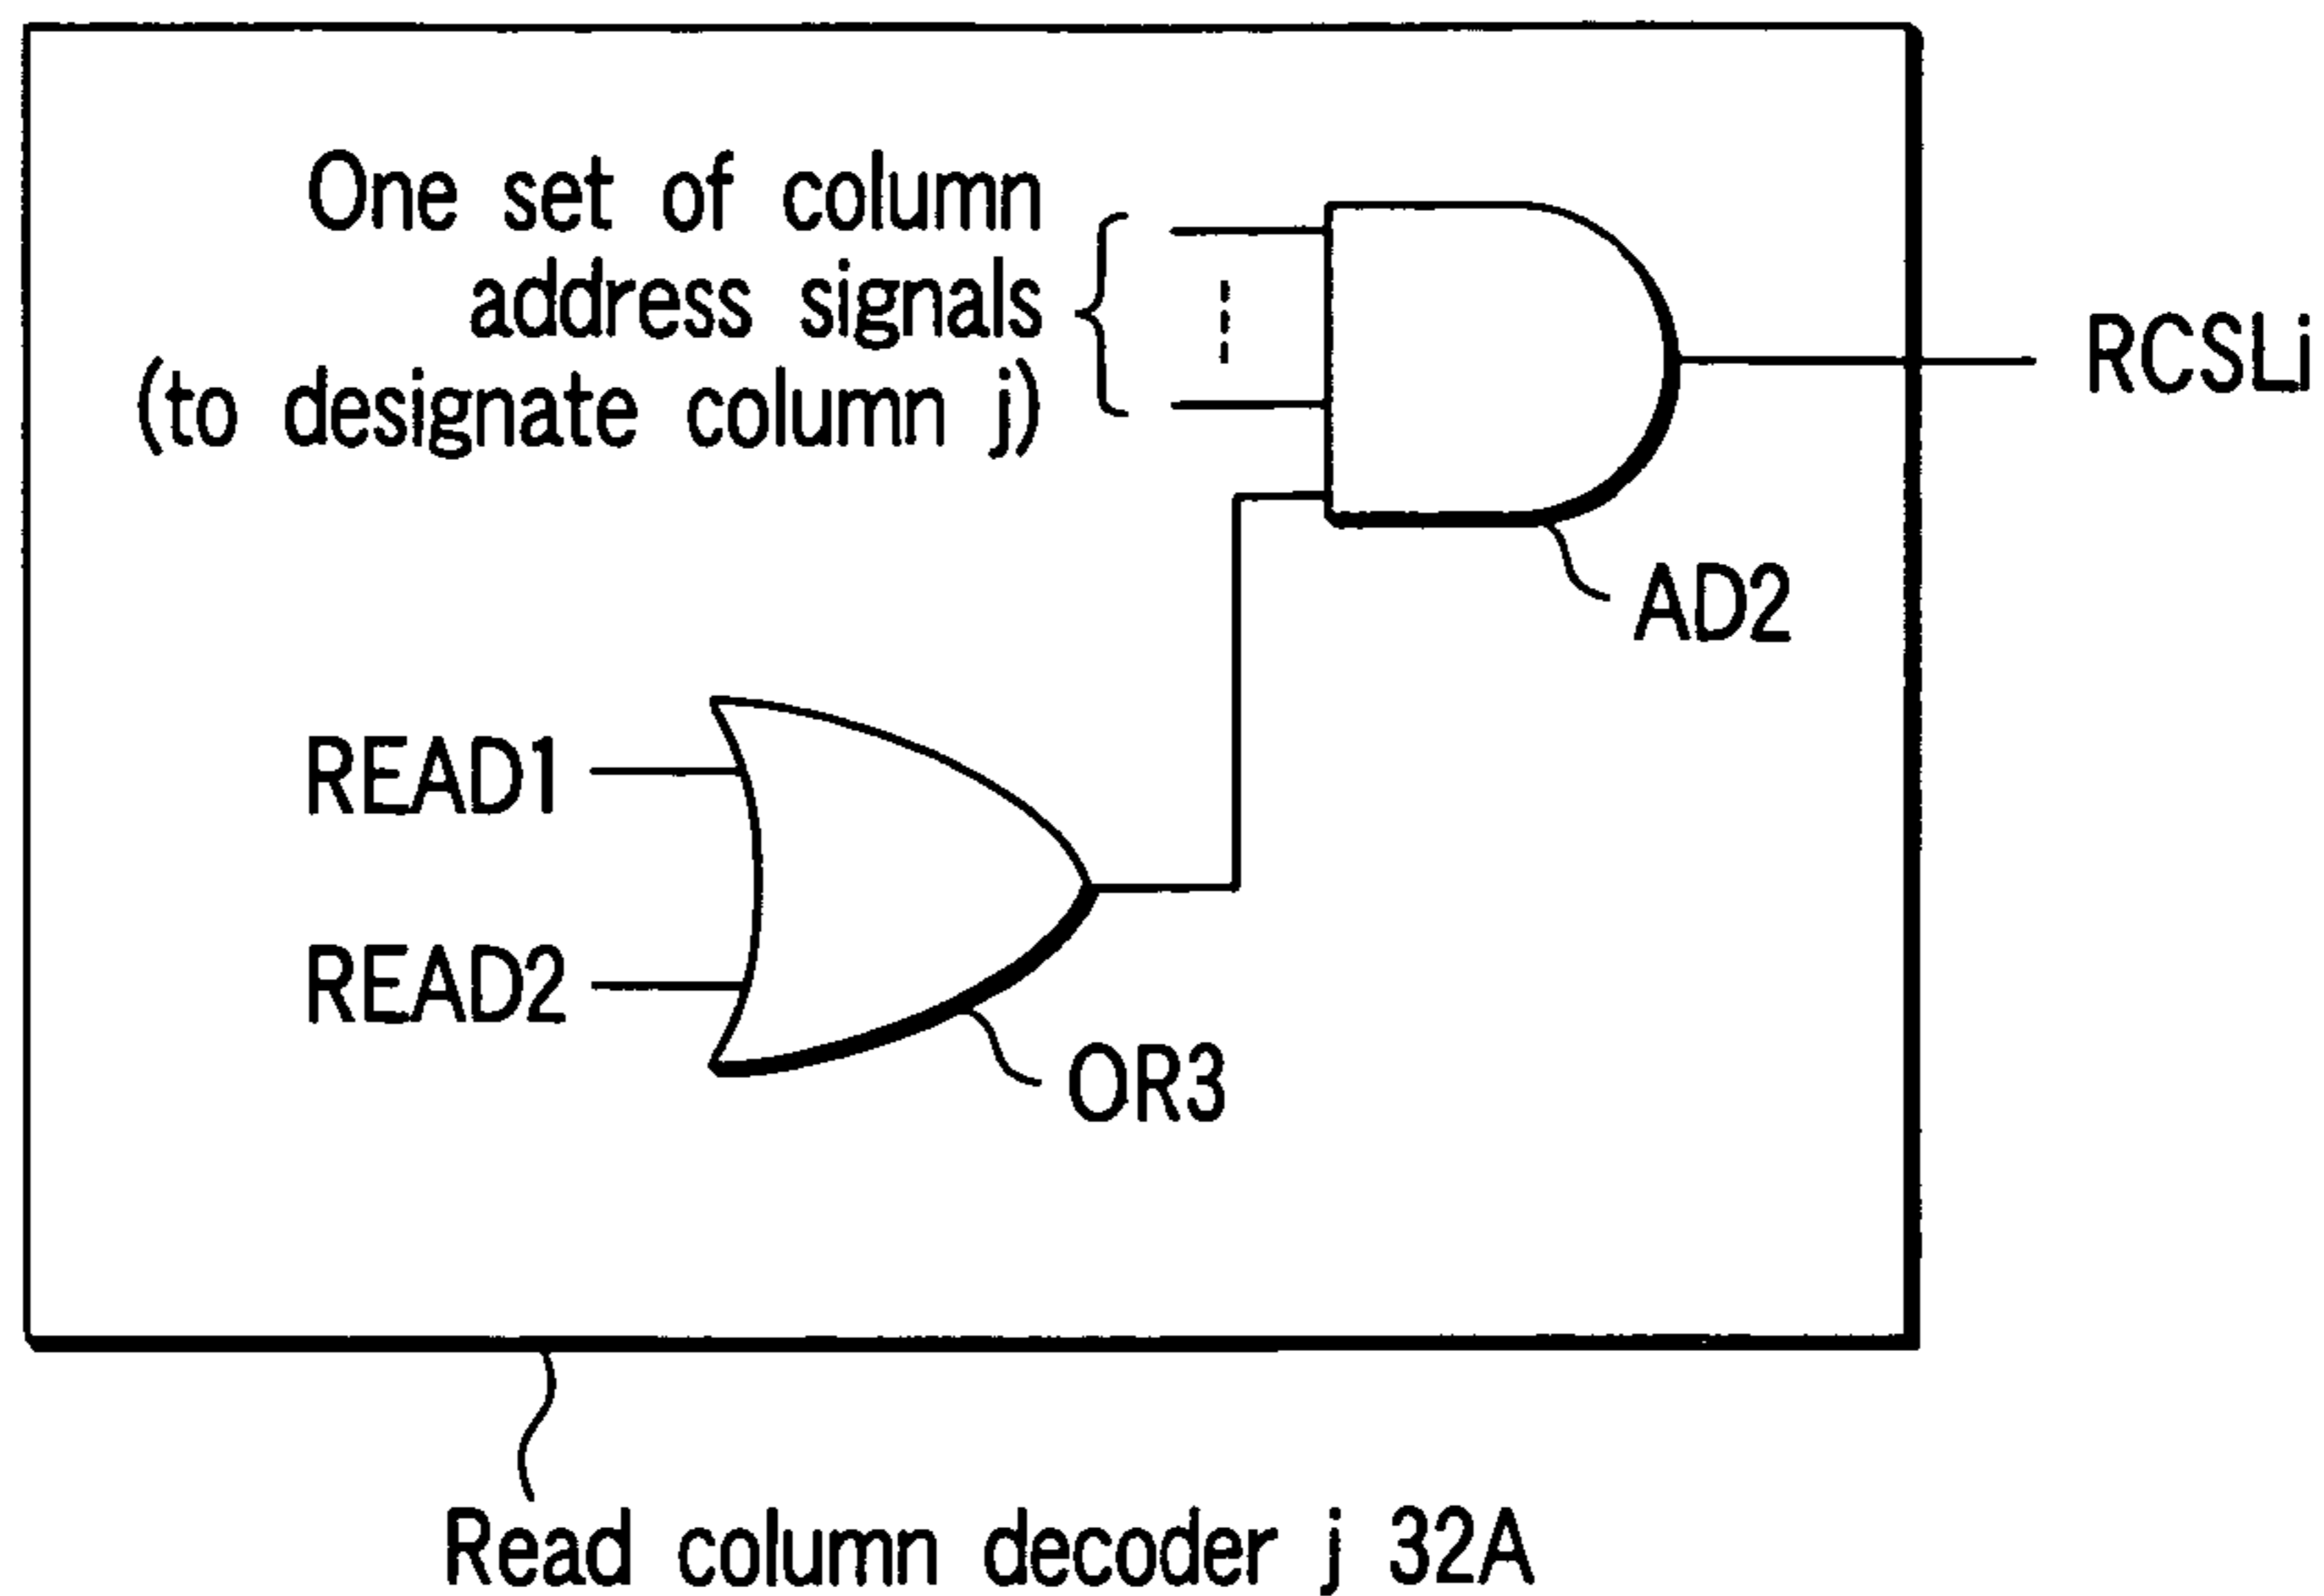 One set of column
address signals
(to designate column j)
RCSLi
AD2
READ1
READ2
OR3
Read column decoder j 32A